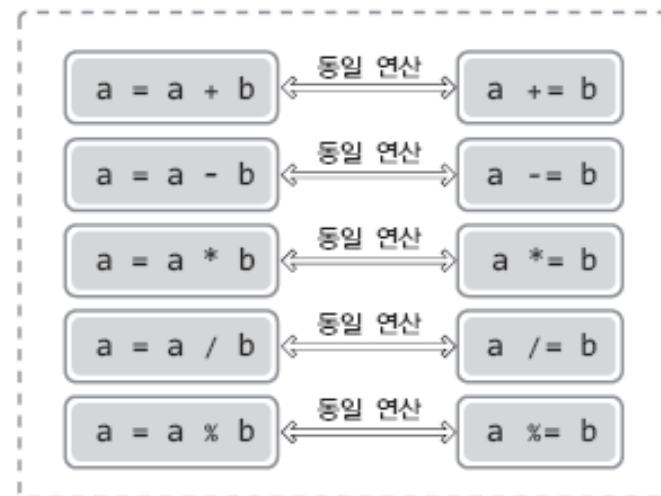 a = a + b 동일 연산 a += b
a = a - b 동일 연산 a -= b
a = a * b 동일 연산 a *= b
a = a / b 동일 연산 a /= b
a = a % b 동일 연산 a %= b